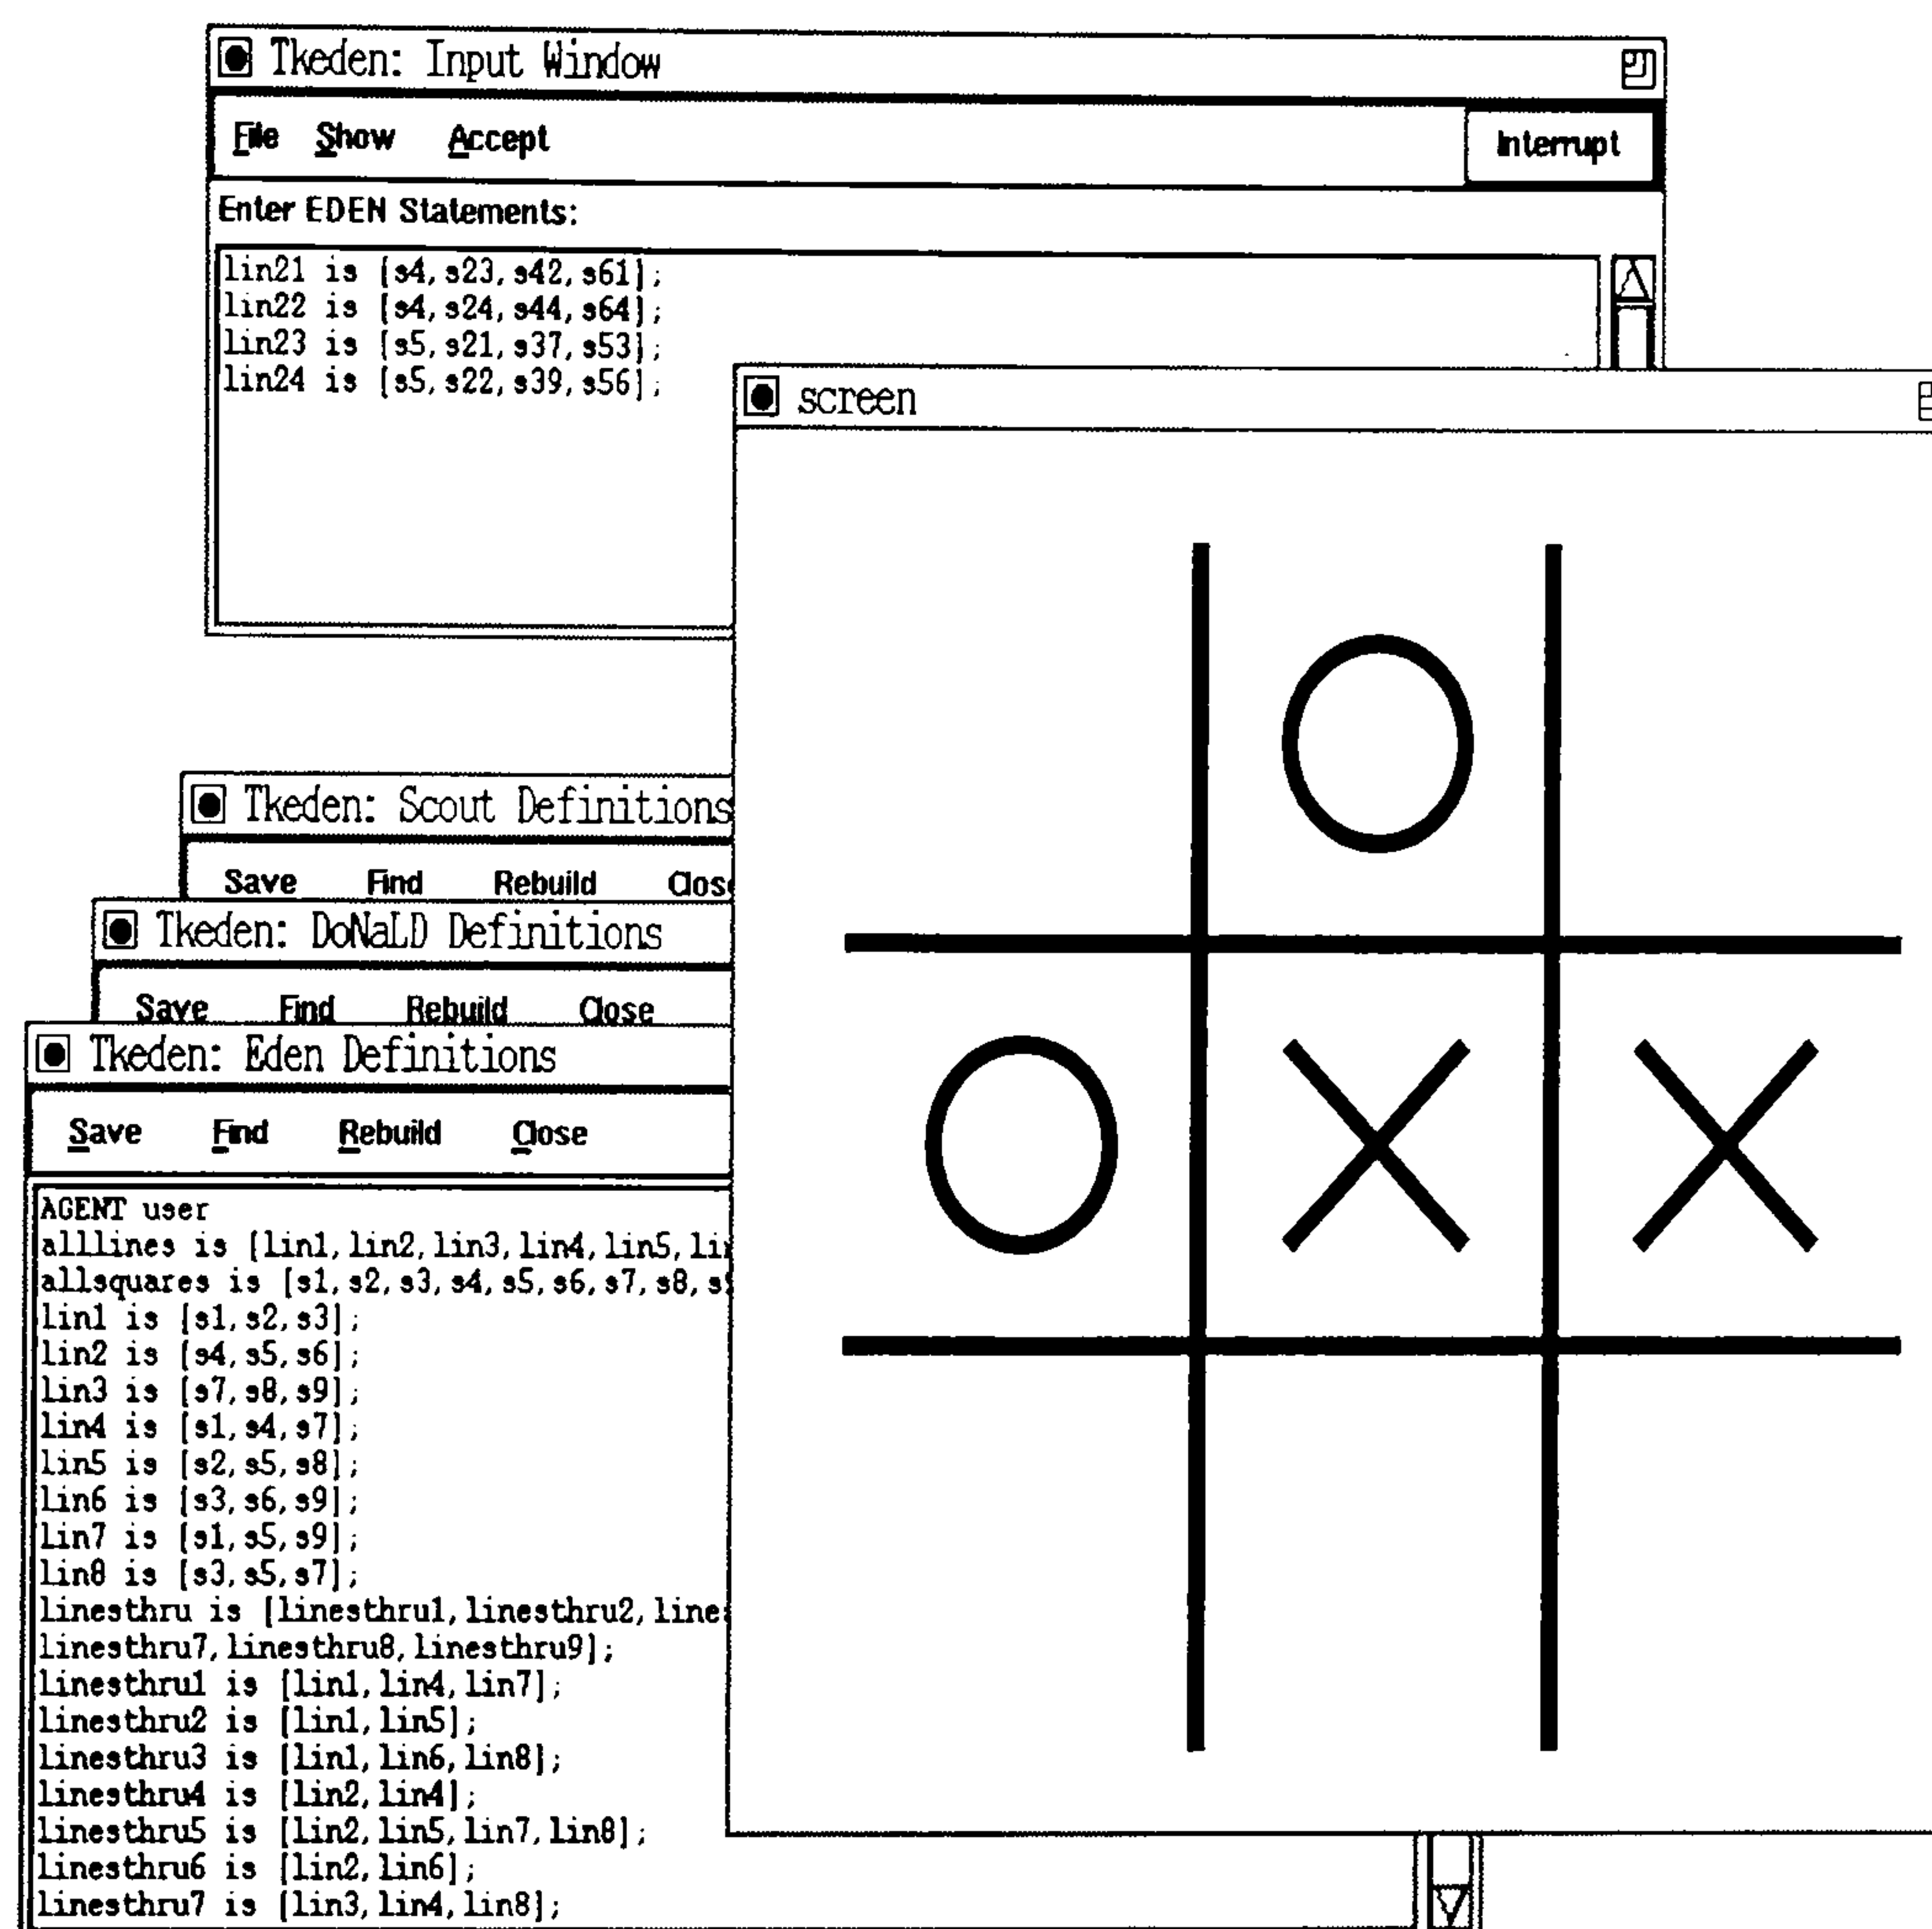 Tkeden: Input Window
File Show Accept Interrupt
Enter EDEN Statements:
lin21 is [s4,s23,s42,s61];
lin22 is [s4,s24,s44,s64];
lin23 is [s5,s21,s37,s53];
lin24 is [s5,s22,s39,s56];
screen
Tkeden: Scout Definitions
Save Find Rebuild Clos
Tkeden: DoNaLD Definitions
Save Find Rebuild Close
Tkeden: Eden Definitions
Save Find Rebuild Close
AGENT user
alllines is [lin1,lin2,lin3,lin4,lin5,li
allsquares is [s1,s2,s3,s4,s5,s6,s7,s8,s
lin1 is [s1,s2,s3];
lin2 is [s4,s5,s6];
lin3 is [s7,s8,s9];
lin4 is [s1,s4,s7];
lin5 is [s2,s5,s8];
lin6 is [s3,s6,s9];
lin7 is [s1,s5,s9];
lin8 is [s3,s5,s7];
linesthru is [linesthru1,linesthru2,line
linesthru7,linesthru8,linesthru9];
linesthru1 is [lin1,lin4,lin7];
linesthru2 is [lin1,lin5];
linesthru3 is [lin1,lin6,lin8];
linesthru4 is [lin2,lin4];
linesthru5 is [lin2,lin5,lin7,lin8];
linesthru6 is [lin2,lin6];
linesthru7 is [lin3,lin4,lin8];